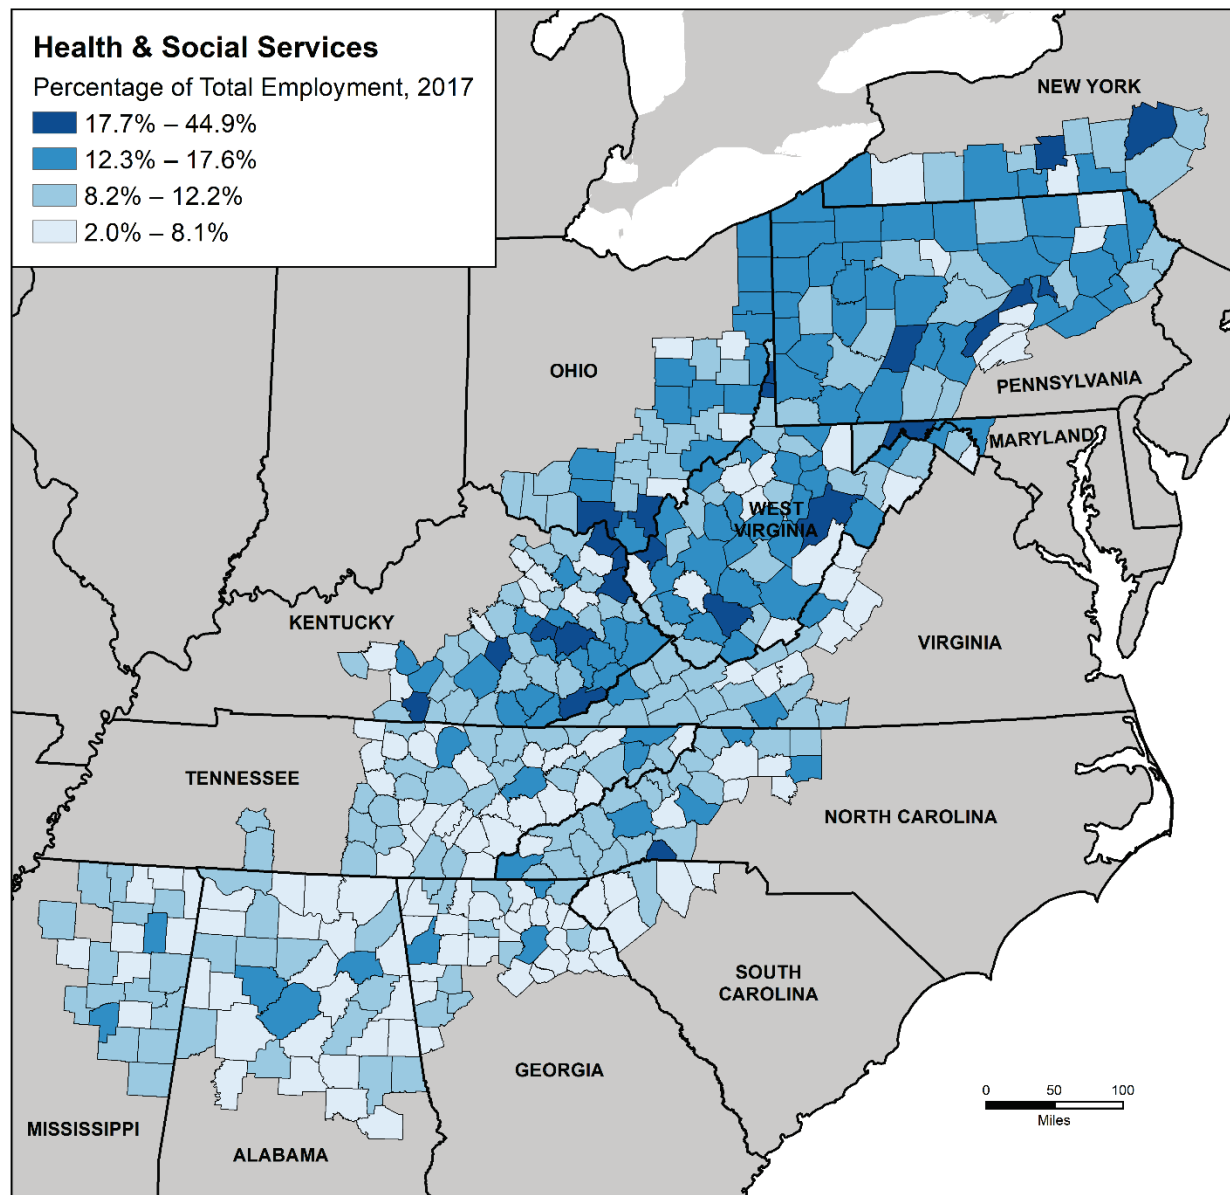 Health & Social Services
Percentage of Total Employment, 2017
17.7% – 44.9%
12.3% – 17.6%
8.2% – 12.2%
2.0% – 8.1%
NEW YORK
OHIO
PENNSYLVANIA
MARYLAND
WEST
VIRGINIA
KENTUCKY
VIRGINIA
TENNESSEE
NORTH CAROLINA
SOUTH
CAROLINA
GEORGIA
MISSISSIPPI
ALABAMA
0 50 100
Miles